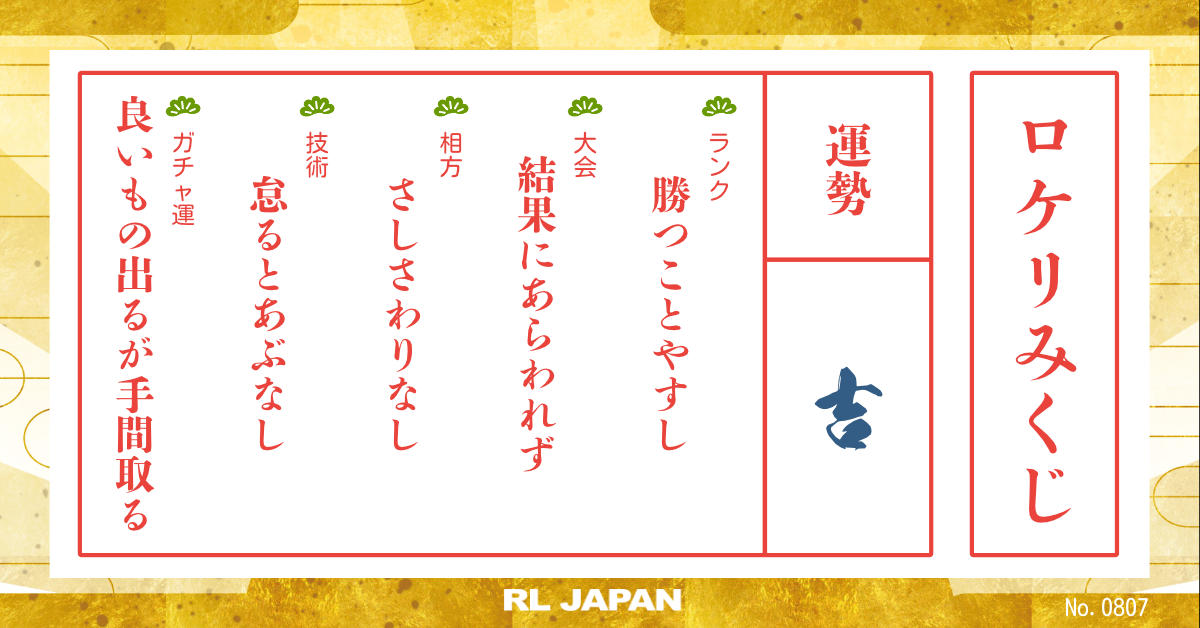 ロケリみくじ
運勢
吉
ランク
勝つことやすし
大会
結果にあらわれず
相方
さしさわりなし
技術
怠るとあぶなし
ガチャ運
良いもの出るが手間取る
RL JAPAN
No. 0807